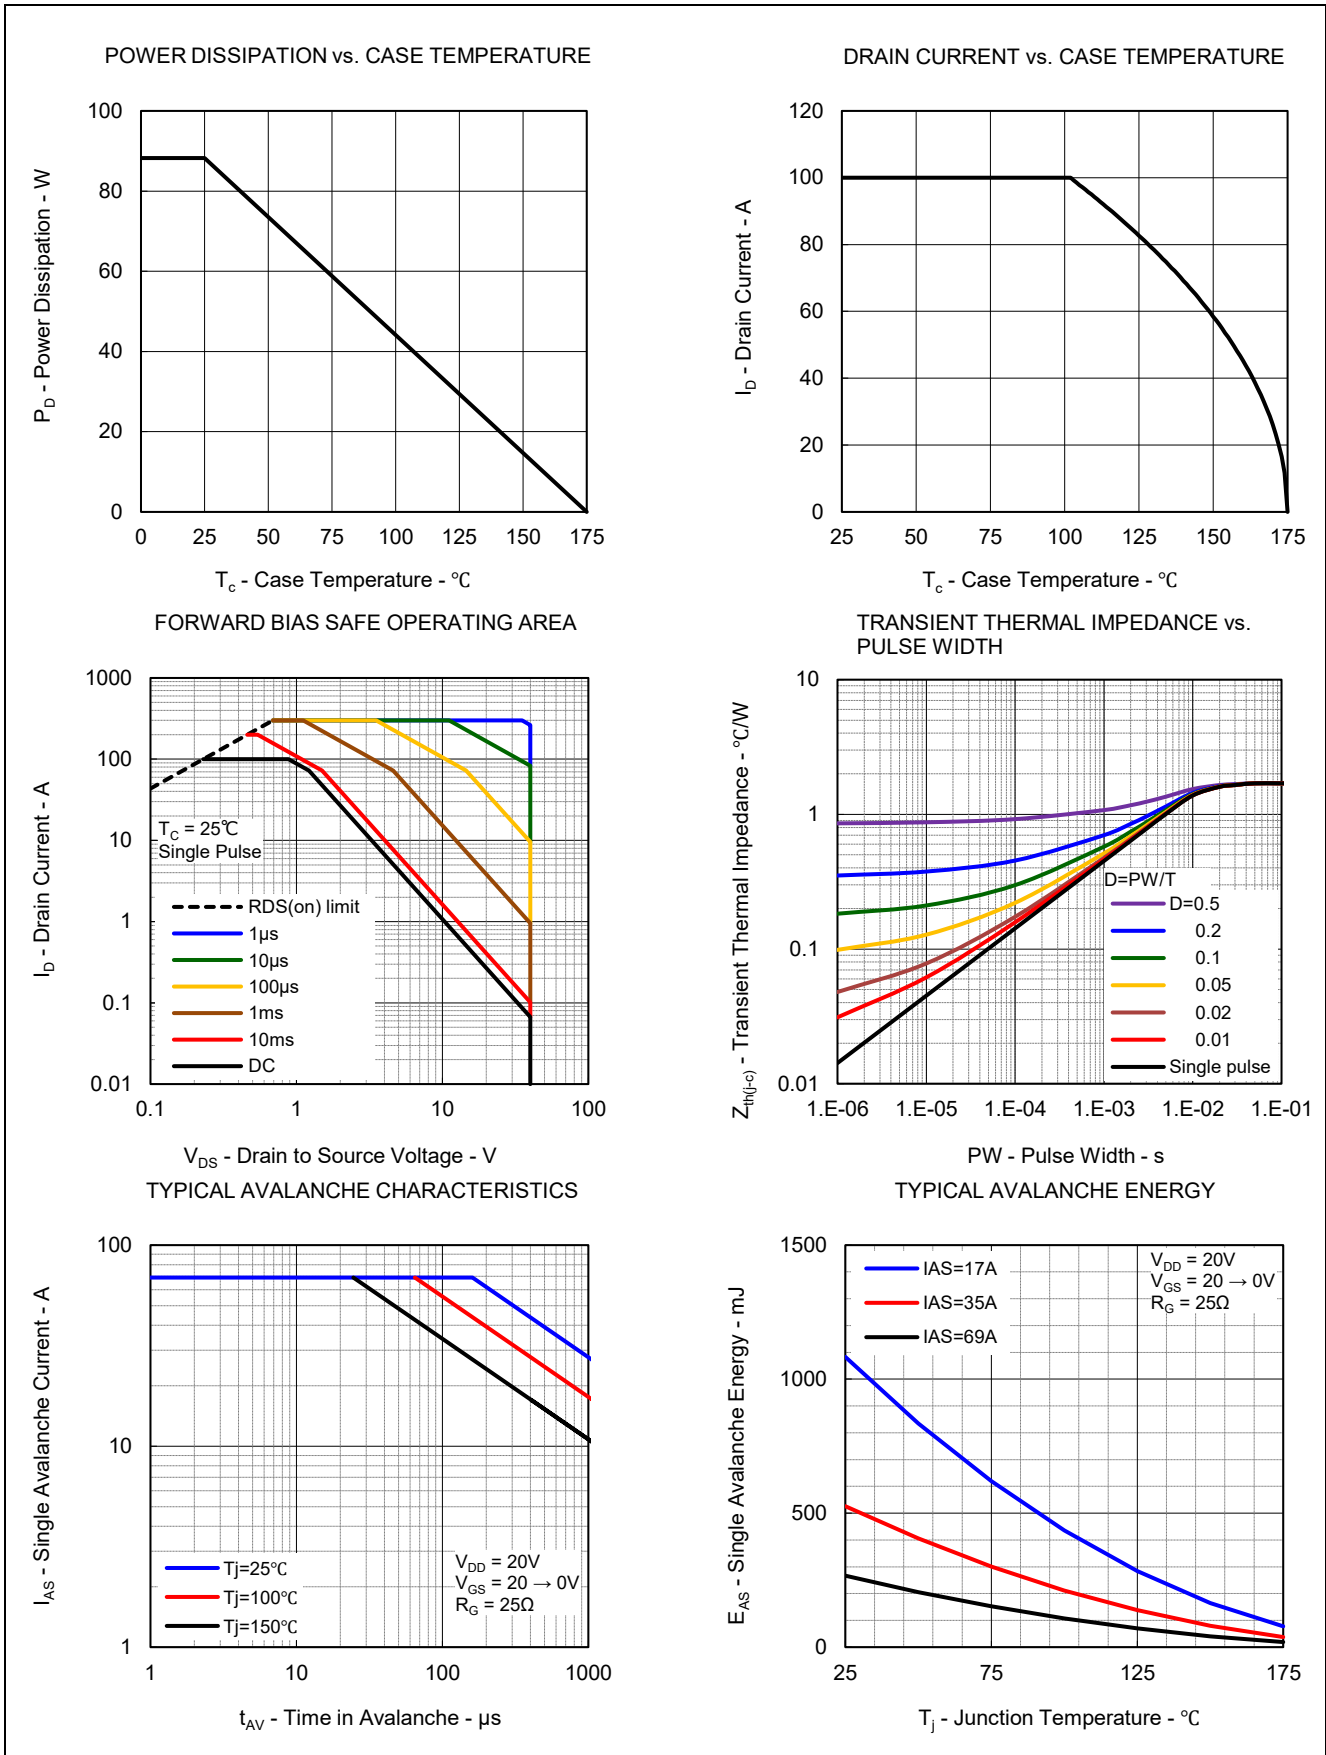 POWER DISSIPATION vs. CASE TEMPERATURE
P_D - Power Dissipation - W
100
80
60
40
20
0
0 25 50 75 100 125 150 175
T_c - Case Temperature - ℃
DRAIN CURRENT vs. CASE TEMPERATURE
I_D - Drain Current - A
120
100
80
60
40
20
0
25 50 75 100 125 150 175
T_c - Case Temperature - ℃
FORWARD BIAS SAFE OPERATING AREA
I_D - Drain Current - A
1000
100
10
1
0.1
0.01
T_C = 25℃
Single Pulse
RDS(on) limit
1µs
10µs
100µs
1ms
10ms
DC
0.1 1 10 100
V_DS - Drain to Source Voltage - V
TRANSIENT THERMAL IMPEDANCE vs.
PULSE WIDTH
Z_th(j-c) - Transient Thermal Impedance - ℃/W
10
1
0.1
0.01
D=PW/T
D=0.5
0.2
0.1
0.05
0.02
0.01
Single pulse
1.E-06 1.E-05 1.E-04 1.E-03 1.E-02 1.E-01
PW - Pulse Width - s
TYPICAL AVALANCHE CHARACTERISTICS
I_AS - Single Avalanche Current - A
100
10
1
Tj=25℃
Tj=100℃
Tj=150℃
V_DD = 20V
V_GS = 20 → 0V
R_G = 25Ω
1 10 100 1000
t_AV - Time in Avalanche - µs
TYPICAL AVALANCHE ENERGY
E_AS - Single Avalanche Energy - mJ
1500
1000
500
0
IAS=17A
IAS=35A
IAS=69A
V_DD = 20V
V_GS = 20 → 0V
R_G = 25Ω
25 75 125 175
T_j - Junction Temperature - ℃